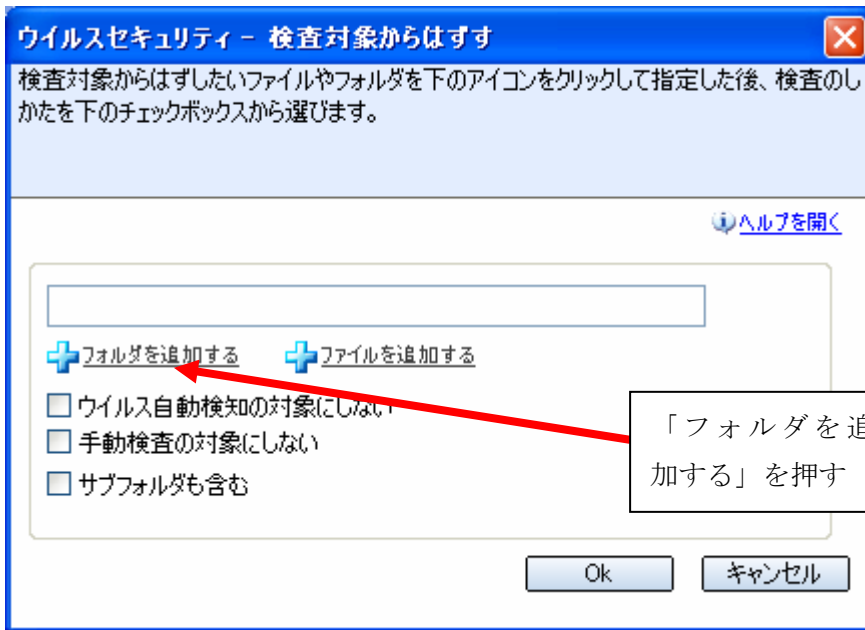 ウイルスセキュリティ － 検査対象からはずす
検査対象からはずしたいファイルやフォルダを下のアイコンをクリックして指定した後、検査のし
かたを下のチェックボックスから選びます。
ヘルプを開く
フォルダを追加する ファイルを追加する
ウイルス自動検知の対象にしない
手動検査の対象にしない
サブフォルダも含む
「フォルダを追
加する」を押す
Ok キャンセル